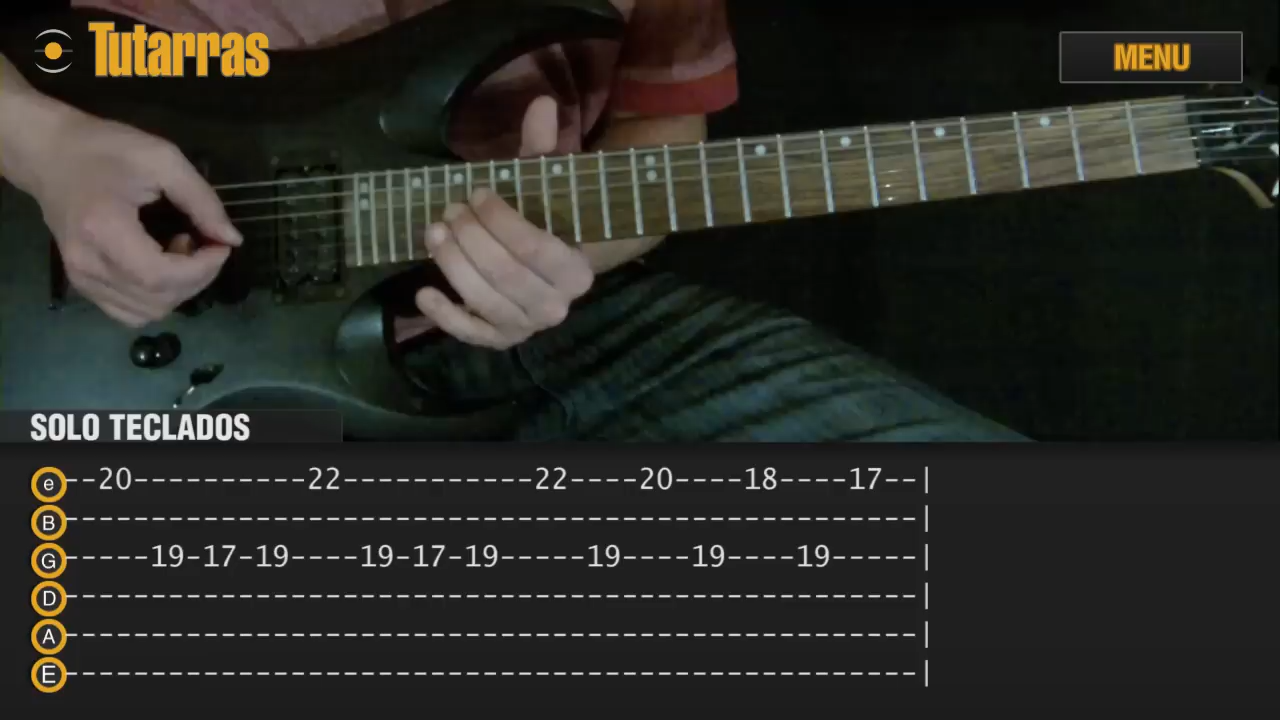 Tutarras
MENU
SOLO TECLADOS
e--20----------22-----------22----20----18----17--|
B-------------------------------------------------|
G-----19-17-19----19-17-19-----19----19----19-----|
D-------------------------------------------------|
A-------------------------------------------------|
E-------------------------------------------------|